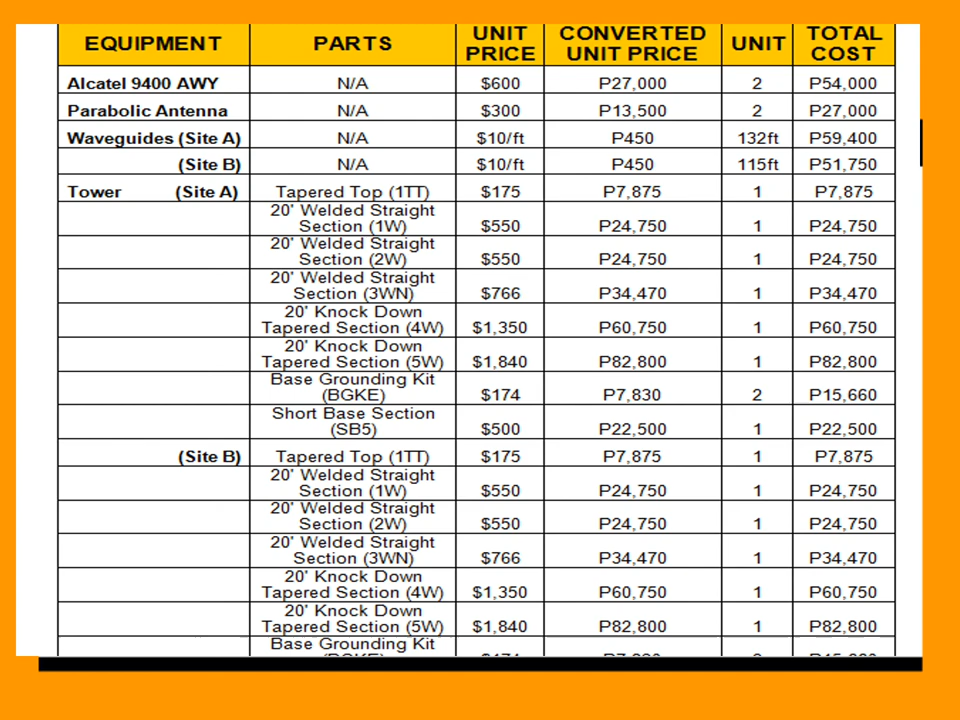 EQUIPMENT PARTS UNIT PRICE CONVERTED UNIT PRICE UNIT TOTAL COST
Alcatel 9400 AWY N/A $600 P27,000 2 P54,000
Parabolic Antenna N/A $300 P13,500 2 P27,000
Waveguides (Site A) N/A $10/ft P450 132ft P59,400
(Site B) N/A $10/ft P450 115ft P51,750
Tower (Site A) Tapered Top (1TT) $175 P7,875 1 P7,875
20' Welded Straight
Section (1W) $550 P24,750 1 P24,750
20' Welded Straight
Section (2W) $550 P24,750 1 P24,750
20' Welded Straight
Section (3WN) $766 P34,470 1 P34,470
20' Knock Down
Tapered Section (4W) $1,350 P60,750 1 P60,750
20' Knock Down
Tapered Section (5W) $1,840 P82,800 1 P82,800
Base Grounding Kit
(BGKE) $174 P7,830 2 P15,660
Short Base Section
(SB5) $500 P22,500 1 P22,500
(Site B) Tapered Top (1TT) $175 P7,875 1 P7,875
20' Welded Straight
Section (1W) $550 P24,750 1 P24,750
20' Welded Straight
Section (2W) $550 P24,750 1 P24,750
20' Welded Straight
Section (3WN) $766 P34,470 1 P34,470
20' Knock Down
Tapered Section (4W) $1,350 P60,750 1 P60,750
20' Knock Down
Tapered Section (5W) $1,840 P82,800 1 P82,800
Base Grounding Kit